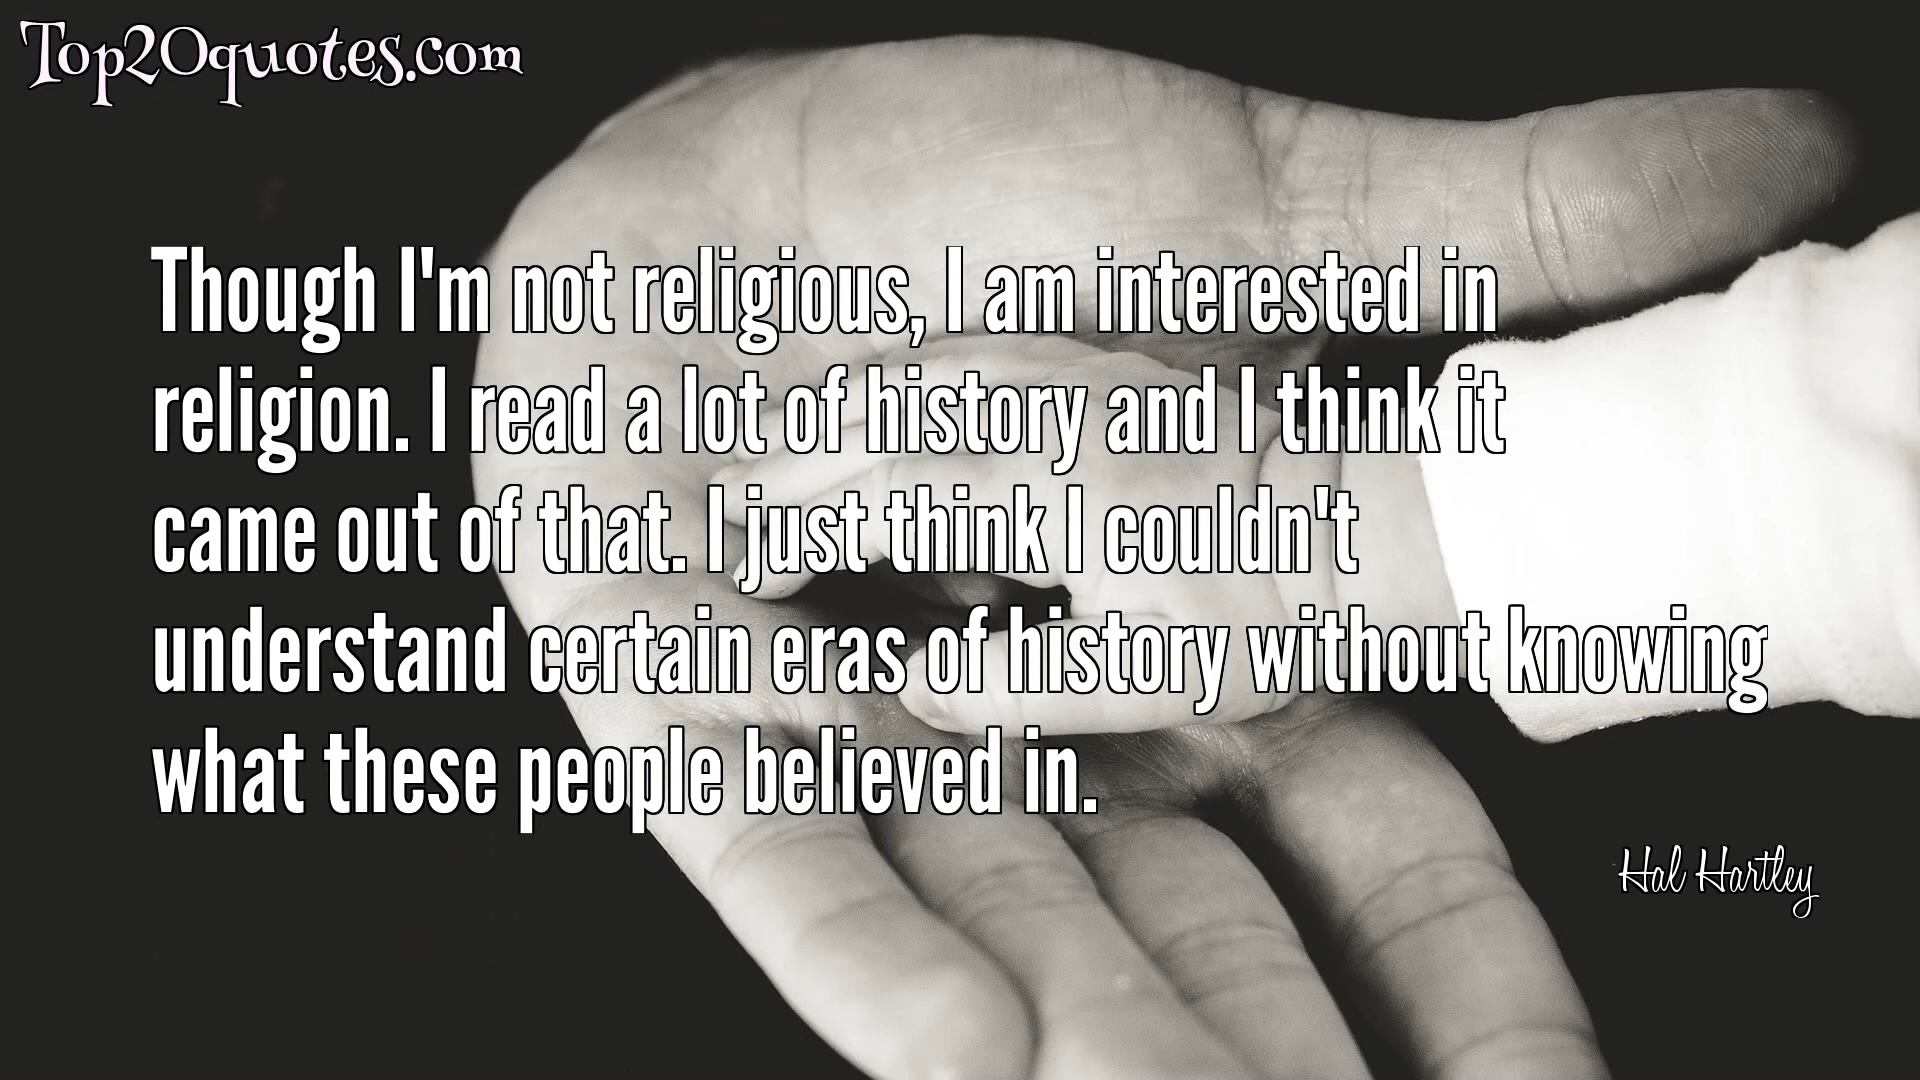 Top20quotes.com
Though I'm not religious, I am interested in
religion. I read a lot of history and I think it
came out of that. I just think I couldn't
understand certain eras of history without knowing
what these people believed in.
Hal Hartley